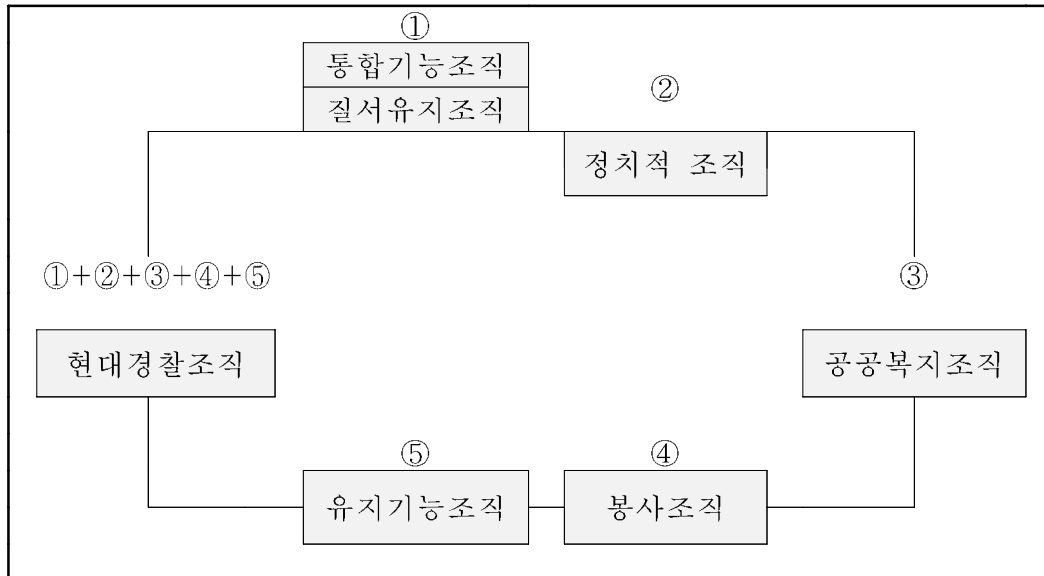 ①
통합기능조직
질서유지조직
②
정치적 조직
①+②+③+④+⑤
③
현대경찰조직
공공복지조직
⑤
④
유지기능조직
봉사조직